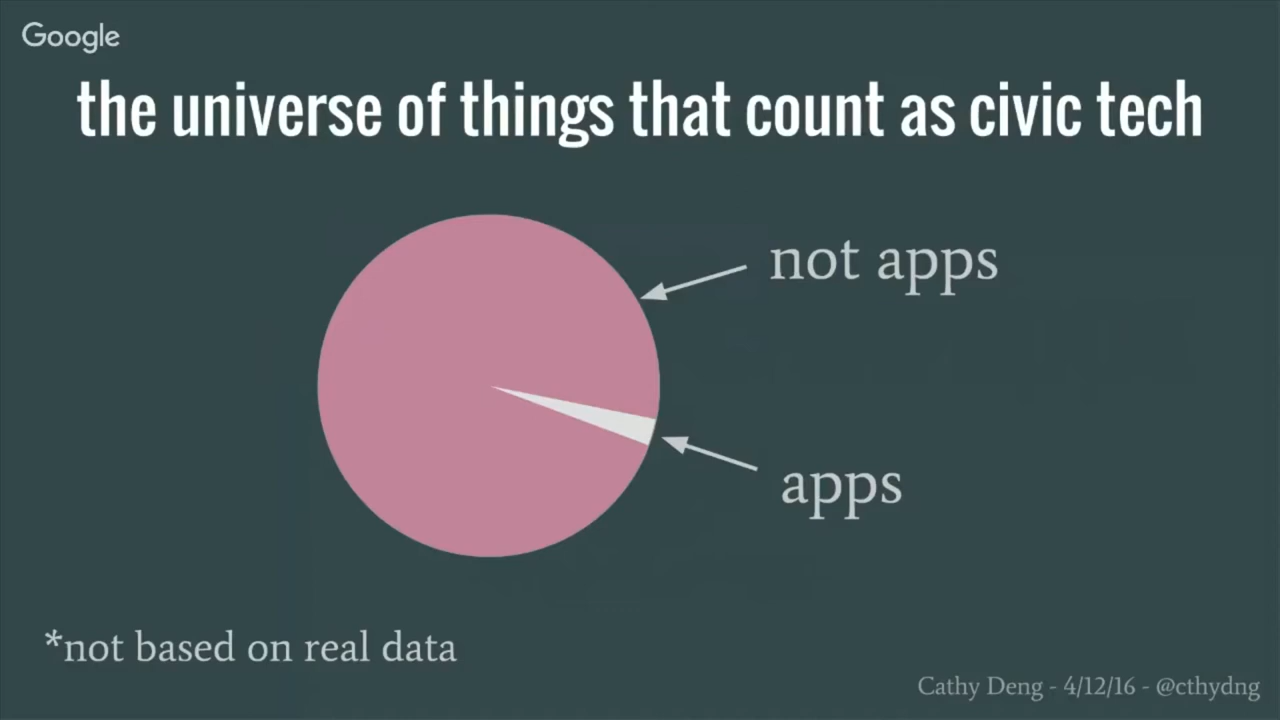 Google
the universe of things that count as civic tech
not apps
apps
*not based on real data
Cathy Deng - 4/12/16 - @cthydng